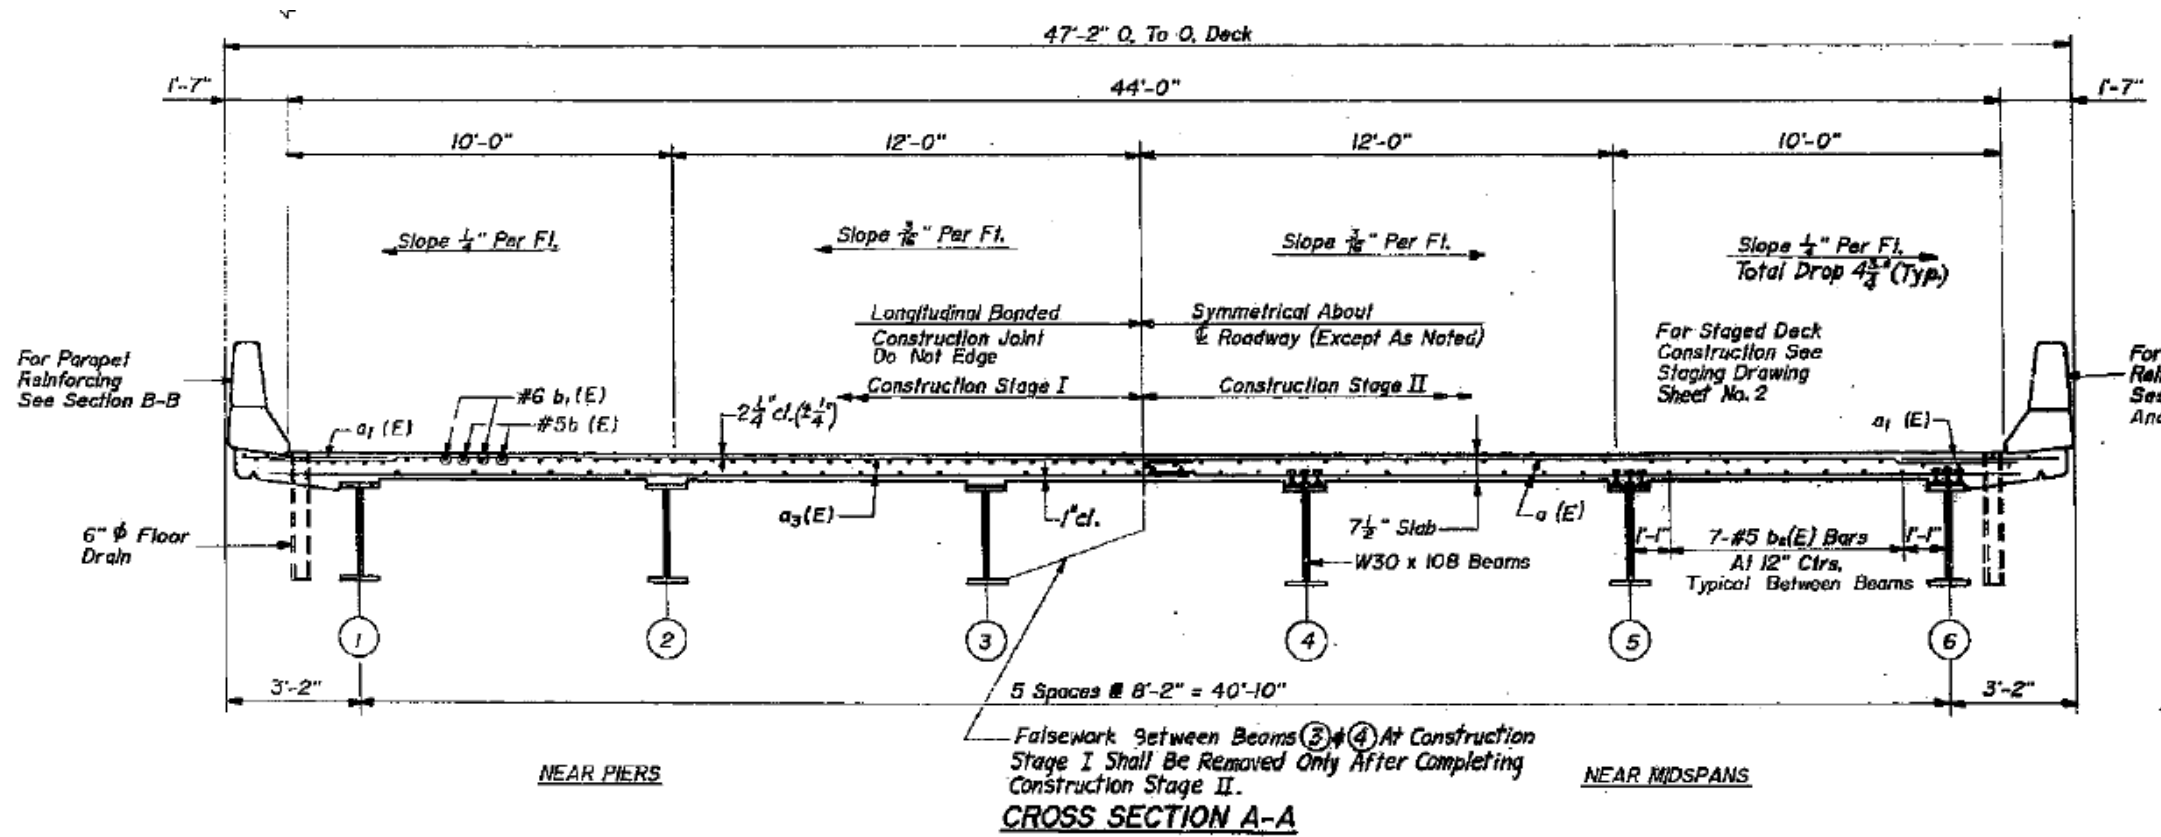 47'-2" O. To O. Deck
1'-7"
44'-0"
1'-7"
10'-0"
12'-0"
12'-0"
10'-0"
Slope 1/4" Per Ft.
Slope 3/16" Per Ft.
Slope 3/16" Per Ft.
Slope 1/4" Per Ft.
Total Drop 4 3/4" (Typ.)
Longitudinal Bonded
Construction Joint
Do Not Edge
Symmetrical About
℄ Roadway (Except As Noted)
For Staged Deck
Construction See
Staging Drawing
Sheet No. 2
For Parapet
Reinforcing
See Section B-B
For
Construction Stage I
Construction Stage II
#6 b₁(E)
#5b (E)
a₁ (E)
2 1/4" cl.
a₁ (E)
a₃(E)
1" cl.
7 1/2" Slab
a (E)
6" ϕ Floor
Drain
W30 x 108 Beams
1'-1"
7-#5 b₂(E) Bars
At 12" Ctrs.
Typical Between Beams
1'-1"
1
2
3
4
5
6
3'-2"
5 Spaces @ 8'-2" = 40'-10"
3'-2"
Falsework Between Beams 3 & 4 At Construction
Stage I Shall Be Removed Only After Completing
Construction Stage II.
NEAR PIERS
NEAR MIDSPANS
CROSS SECTION A-A